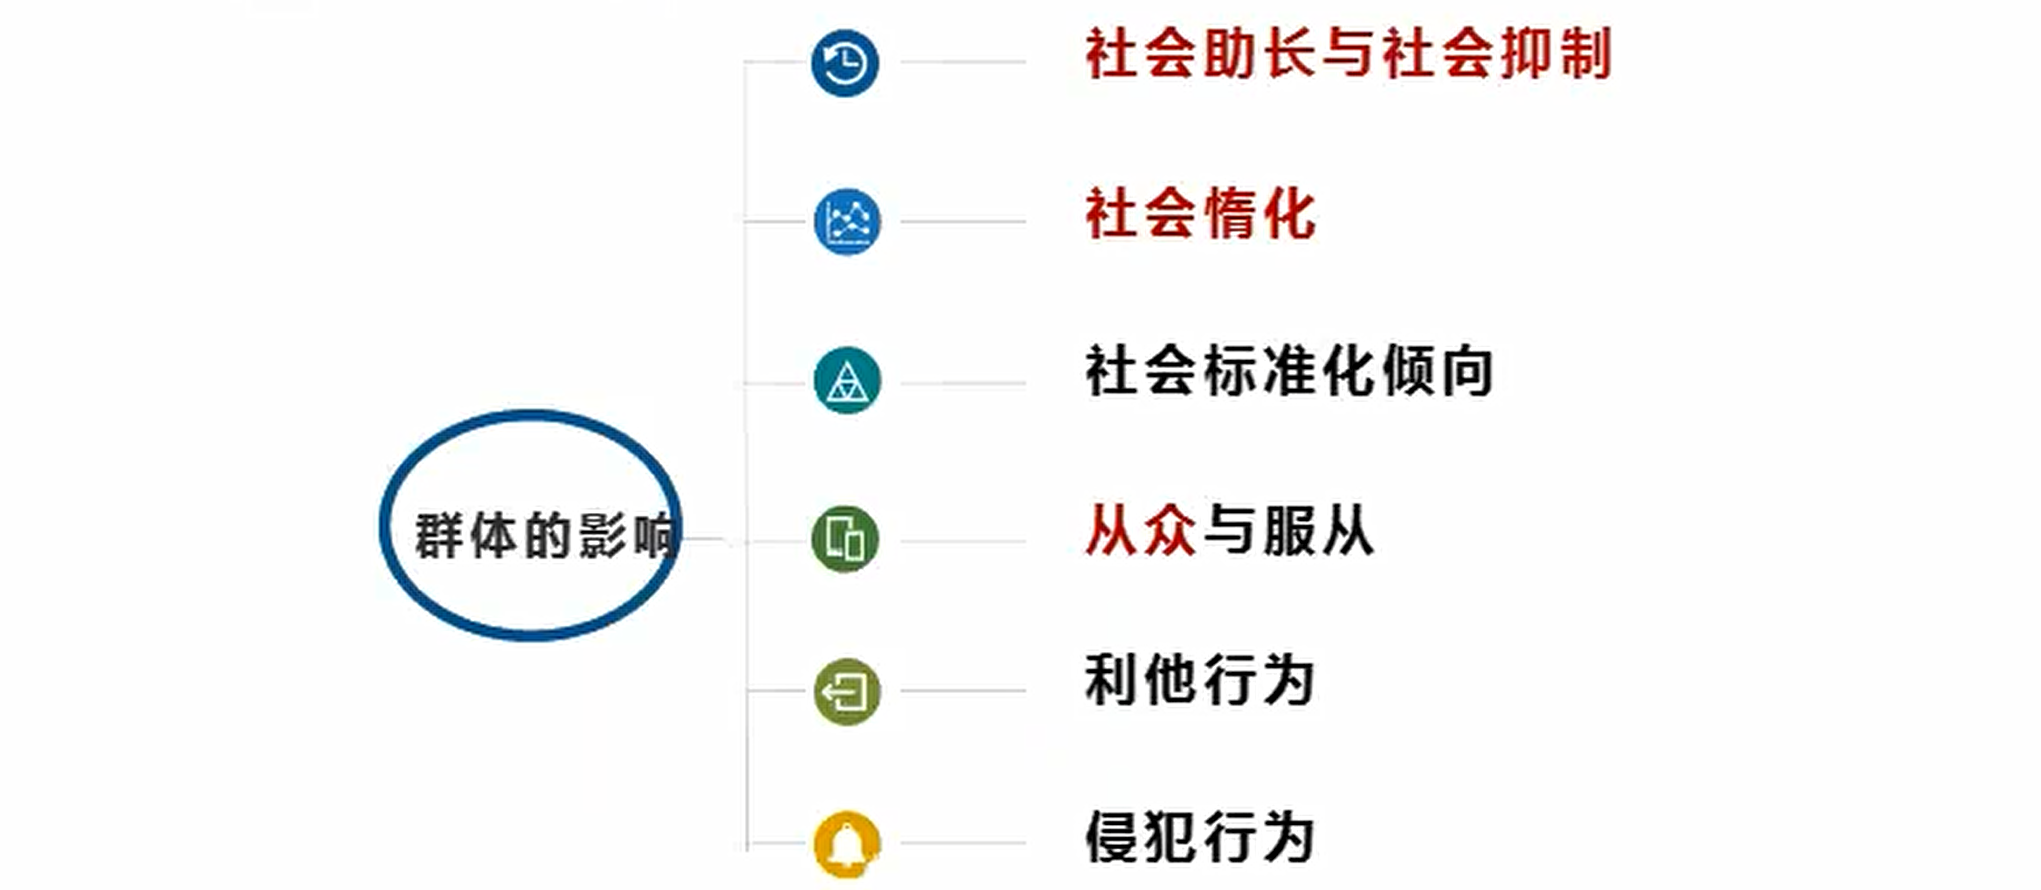 社会助长与社会抑制
社会惰化
社会标准化倾向
群体的影响
从众与服从
利他行为
侵犯行为